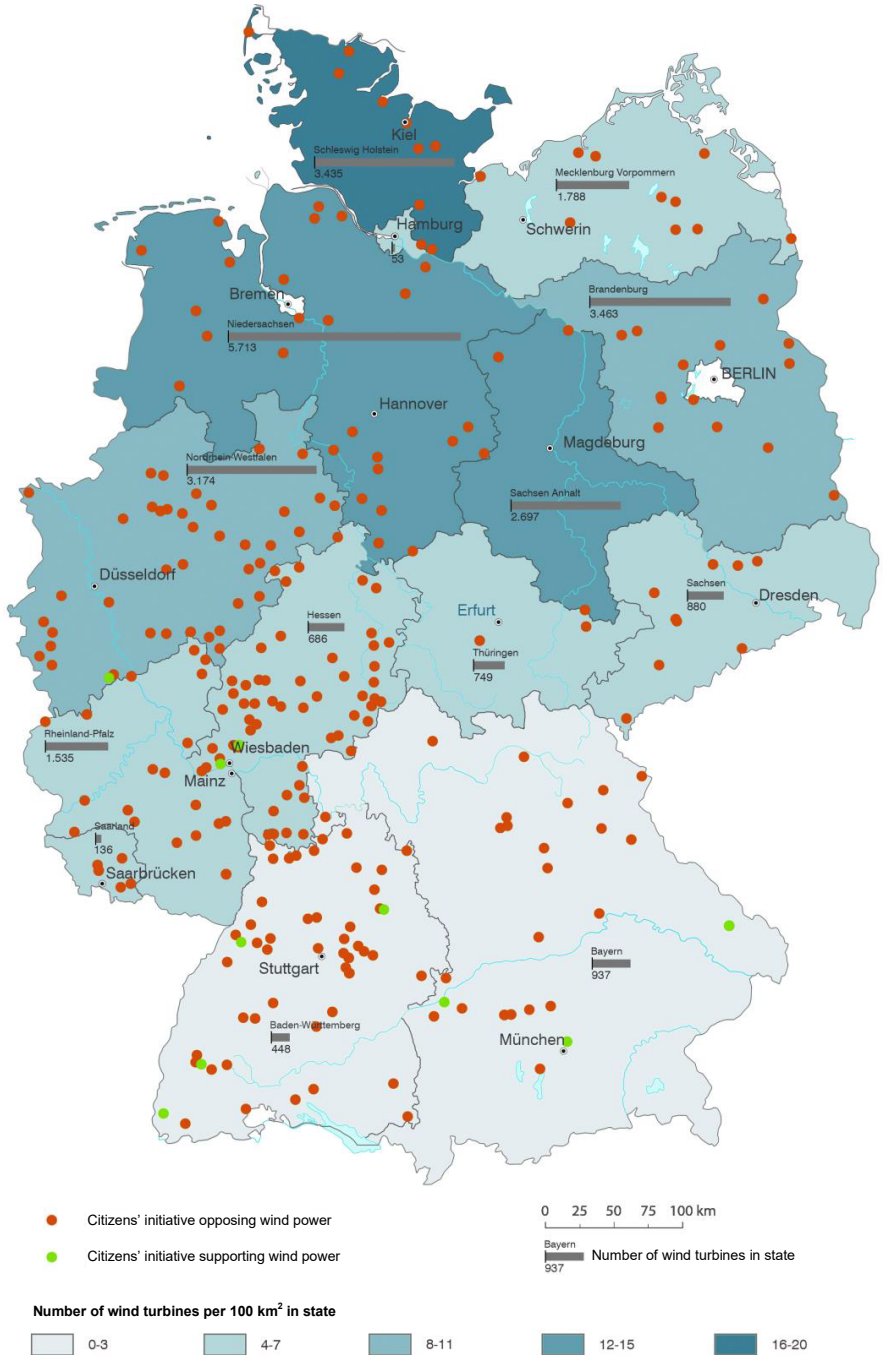 Kiel
Schleswig Holstein
3.435
Mecklenburg Vorpommern
1.788
Hamburg
53
Schwerin
Brandenburg
3.463
Bremen
Niedersachsen
5.713
BERLIN
Hannover
Magdeburg
Nordrhein-Westfalen
3.174
Sachsen Anhalt
2.697
Düsseldorf
Sachsen
880
Dresden
Hessen
686
Erfurt
Thüringen
749
Rheinland-Pfalz
1.535
Wiesbaden
Mainz
Saarland
136
Saarbrücken
Stuttgart
Bayern
937
Baden-Württemberg
448
München
Citizens' initiative opposing wind power
Citizens' initiative supporting wind power
0 25 50 75 100 km
Bayern
937
Number of wind turbines in state
Number of wind turbines per 100 km² in state
0-3 4-7 8-11 12-15 16-20